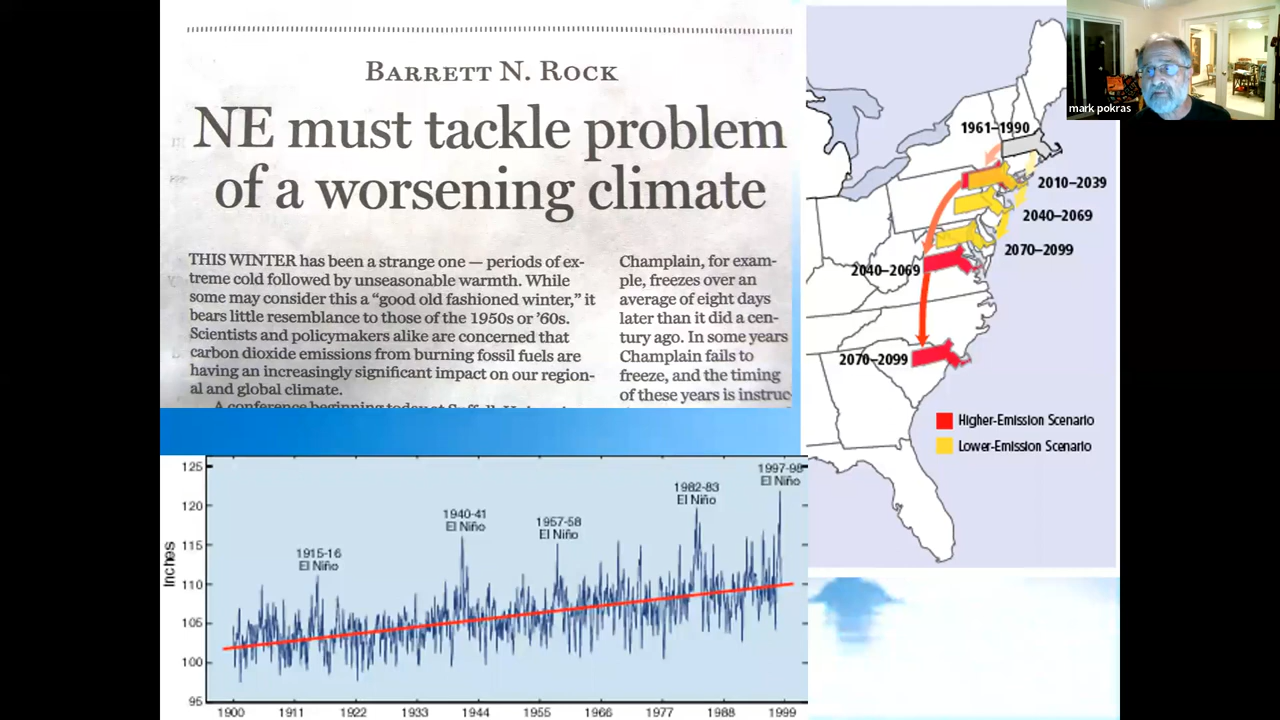 BARRETT N. ROCK
NE must tackle problem
of a worsening climate
THIS WINTER has been a strange one — periods of ex-
treme cold followed by unseasonable warmth. While
some may consider this a “good old fashioned winter,” it
bears little resemblance to those of the 1950s or ’60s.
Scientists and policymakers alike are concerned that
carbon dioxide emissions from burning fossil fuels are
having an increasingly significant impact on our region-
al and global climate.
A conference beginning today at
Champlain, for exam-
ple, freezes over an
average of eight days
later than it did a cen-
tury ago. In some years
Champlain fails to
freeze, and the timing
of these years is instruc-
1961–1990
2010–2039
2040–2069
2070–2099
2040–2069
2070–2099
Higher-Emission Scenario
Lower-Emission Scenario
mark pokras
Inches
125
120
115
110
105
100
95
1915-16
El Niño
1940-41
El Niño
1957-58
El Niño
1982-83
El Niño
1997-98
El Niño
1900 1911 1922 1933 1944 1955 1966 1977 1988 1999